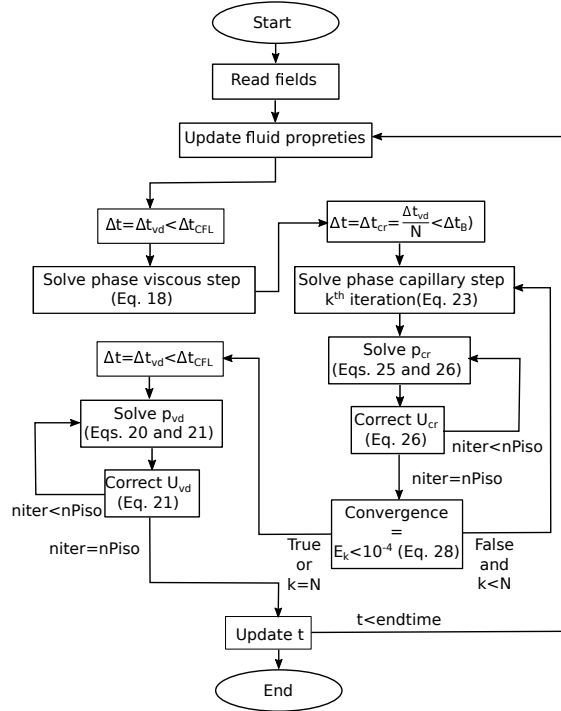 Start
Read fields
Update fluid propreties
Δt=Δt_vd<Δt_CFL
Solve phase viscous step
(Eq. 18)
Δt=Δt_cr=Δt_vd/N<Δt_B)
Solve phase capillary step
k^th iteration(Eq. 23)
Solve p_cr
(Eqs. 25 and 26)
Correct U_cr
(Eq. 26)
niter<nPiso
niter=nPiso
Convergence
=
E_k<10^-4 (Eq. 28)
True
or
k=N
False
and
k<N
Δt=Δt_vd<Δt_CFL
Solve p_vd
(Eqs. 20 and 21)
Correct U_vd
(Eq. 21)
niter<nPiso
niter=nPiso
Update t
t<endtime
End